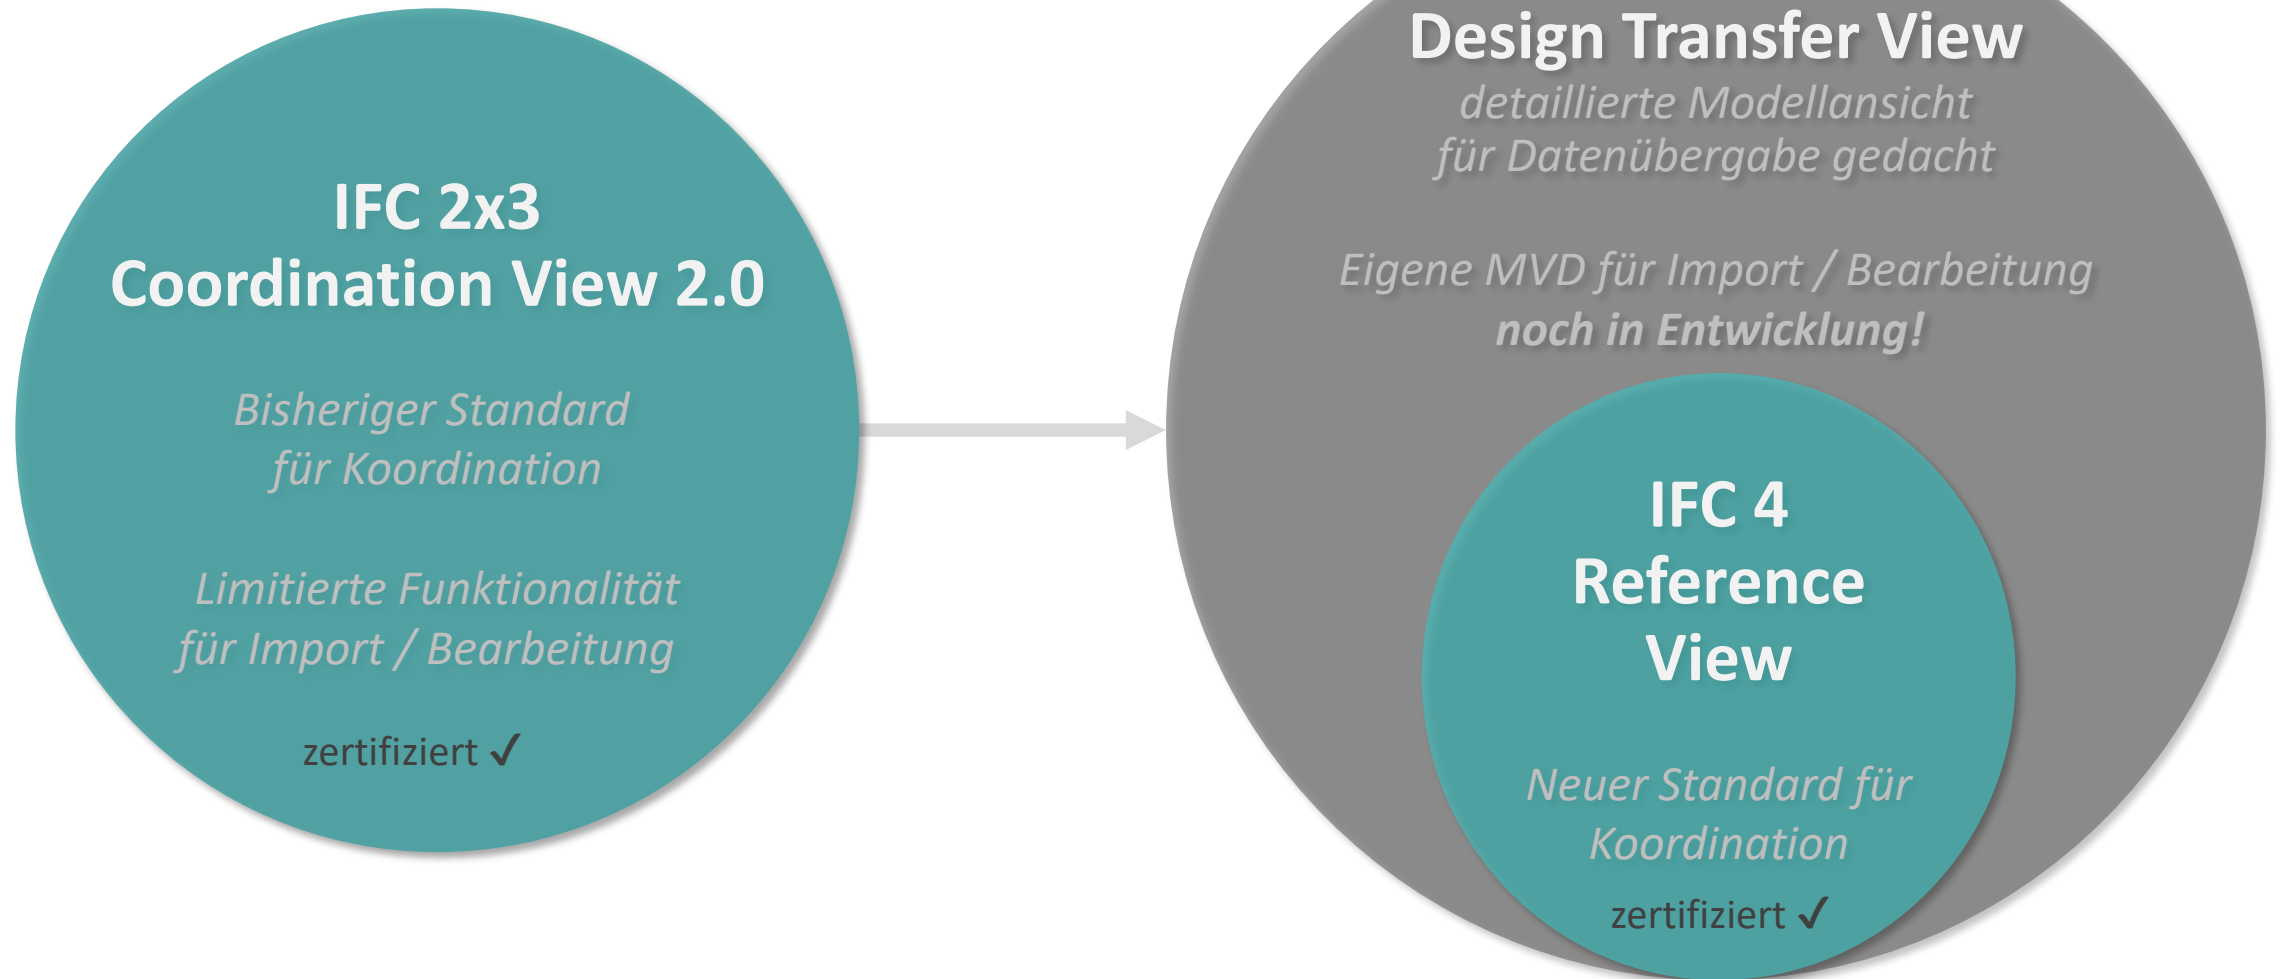 IFC 2x3
Coordination View 2.0
Bisheriger Standard
für Koordination
Limitierte Funktionalität
für Import / Bearbeitung
zertifiziert ✓
Design Transfer View
detaillierte Modellansicht
für Datenübergabe gedacht
Eigene MVD für Import / Bearbeitung
noch in Entwicklung!
IFC 4
Reference
View
Neuer Standard für
Koordination
zertifiziert ✓